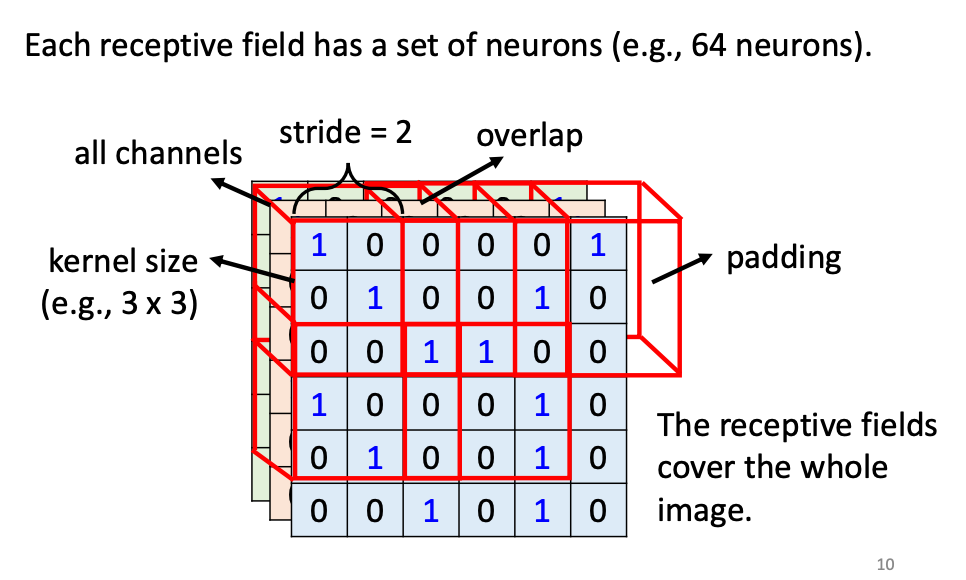 Each receptive field has a set of neurons (e.g., 64 neurons).
stride = 2
overlap
all channels
kernel size
(e.g., 3 x 3)
padding
1 0 0 0 0 1
0 1 0 0 1 0
0 0 1 1 0 0
1 0 0 0 1 0
0 1 0 0 1 0
0 0 1 0 1 0
The receptive fields
cover the whole
image.
10